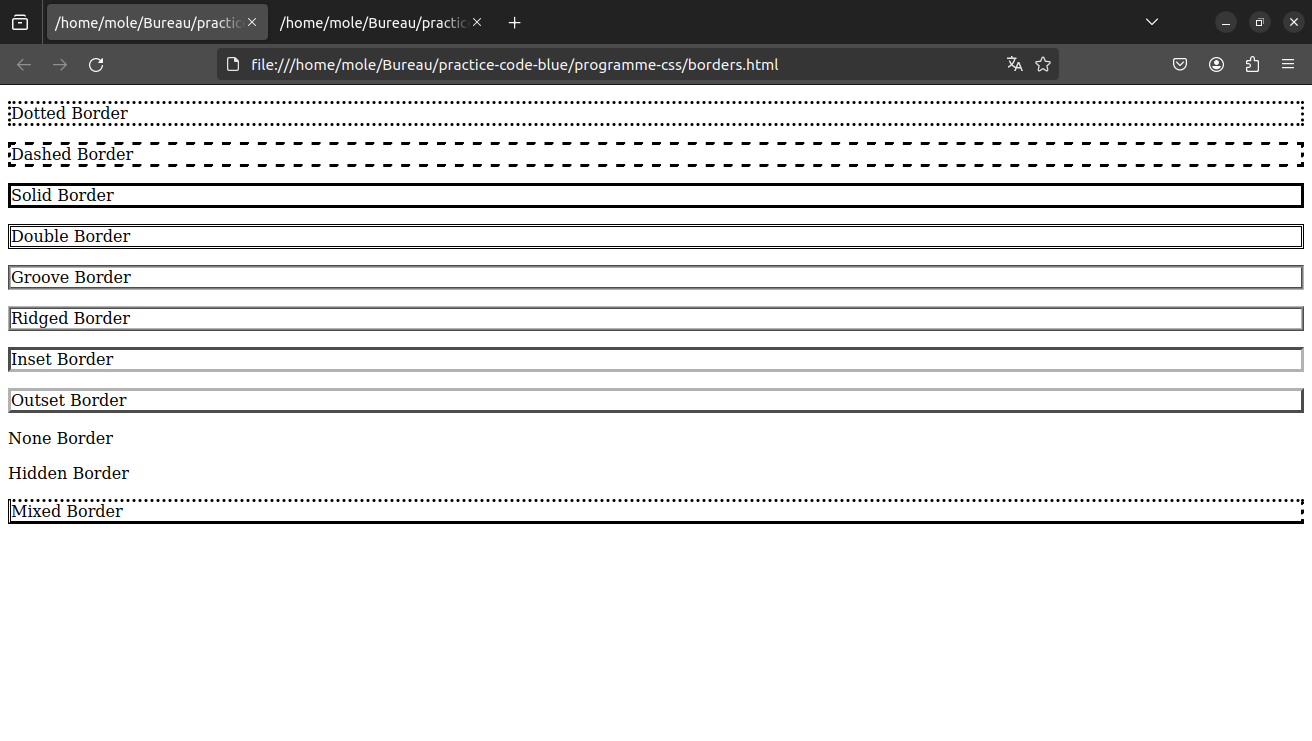 /home/mole/Bureau/practic
/home/mole/Bureau/practic
file:///home/mole/Bureau/practice-code-blue/programme-css/borders.html
Dotted Border
Dashed Border
Solid Border
Double Border
Groove Border
Ridged Border
Inset Border
Outset Border
None Border
Hidden Border
Mixed Border